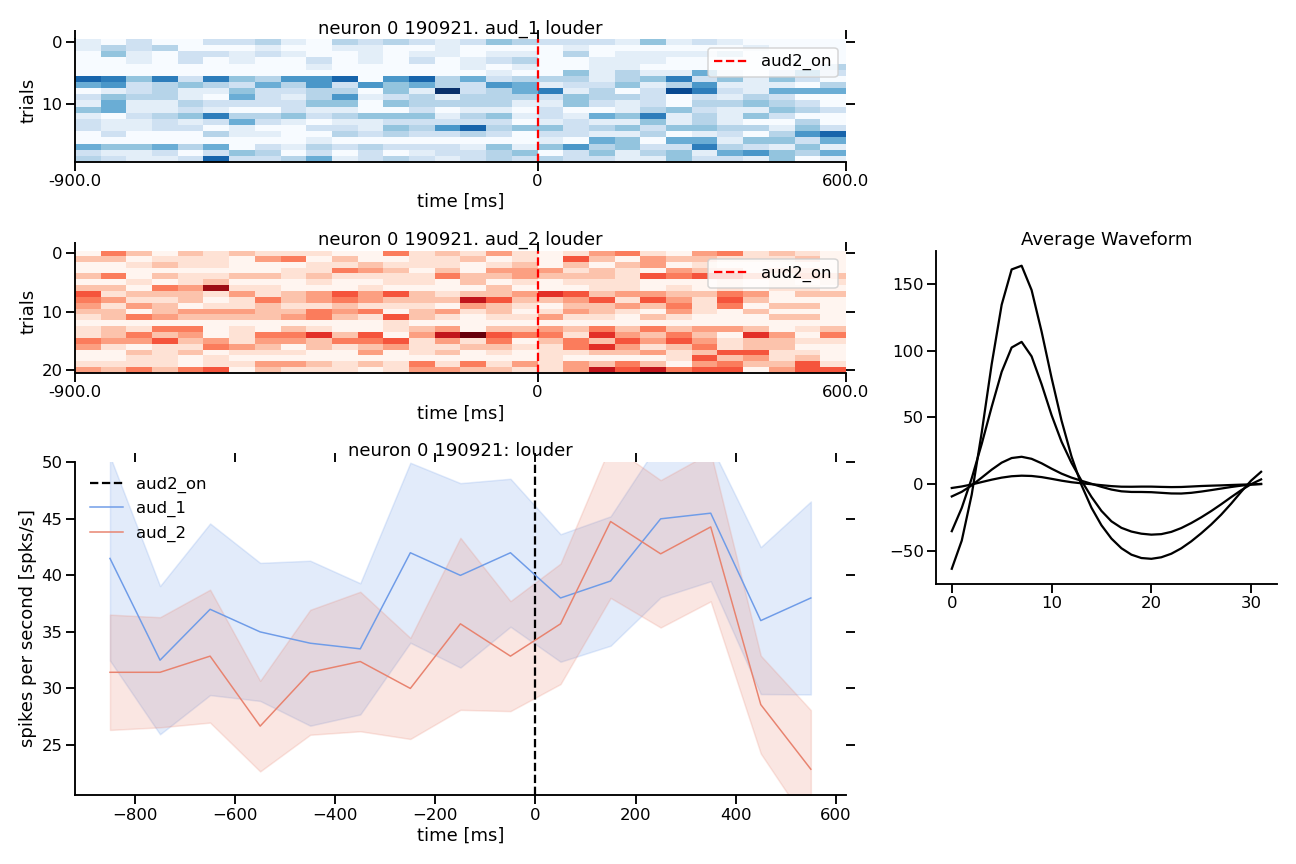 neuron 0 190921. aud_1 louder
trials
0
10
aud2_on
-900.0
0
600.0
time [ms]
neuron 0 190921. aud_2 louder
trials
0
10
20
aud2_on
-900.0
0
600.0
time [ms]
neuron 0 190921: louder
spikes per second [spks/s]
50
45
40
35
30
25
aud2_on
aud_1
aud_2
−800
−600
−400
−200
0
200
400
600
time [ms]
Average Waveform
150
100
50
0
−50
0
10
20
30